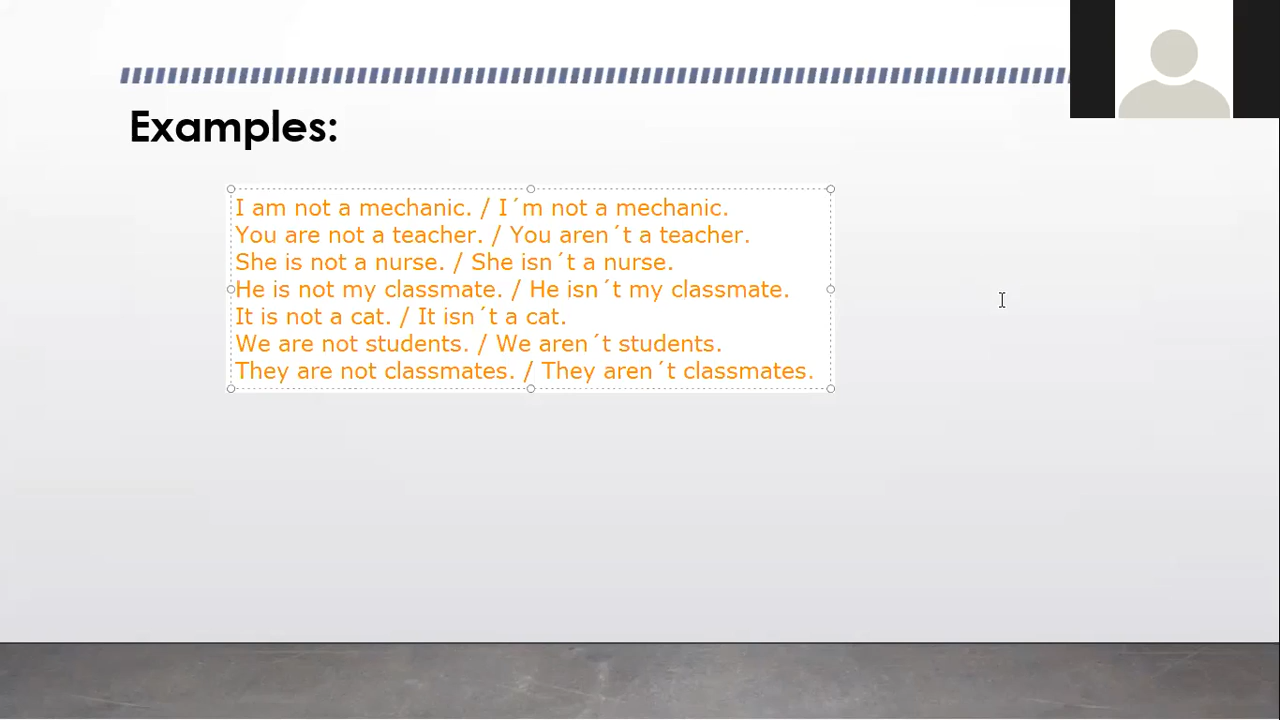 Examples:
I am not a mechanic. / I´m not a mechanic.
You are not a teacher. / You aren´t a teacher.
She is not a nurse. / She isn´t a nurse.
He is not my classmate. / He isn´t my classmate.
It is not a cat. / It isn´t a cat.
We are not students. / We aren´t students.
They are not classmates. / They aren´t classmates.